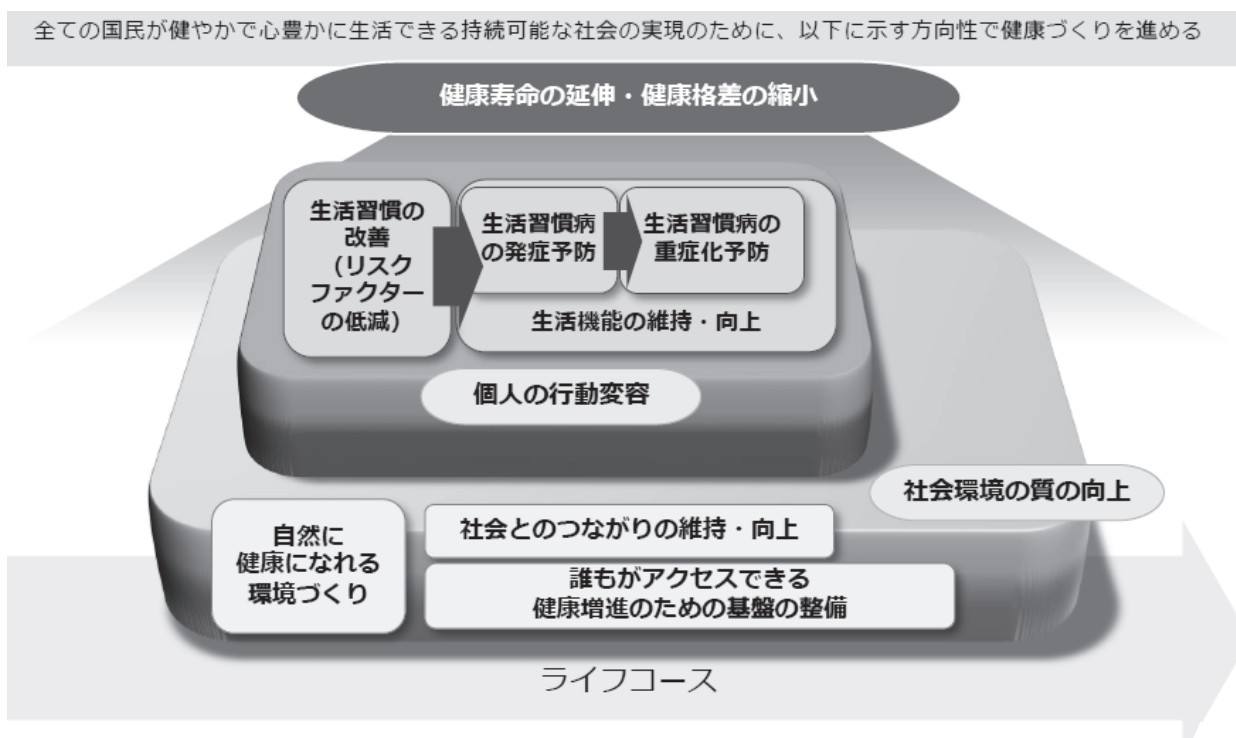 全ての国民が健やかで心豊かに生活できる持続可能な社会の実現のために、以下に示す方向性で健康づくりを進める
健康寿命の延伸・健康格差の縮小
生活習慣の
改善
(リスク
ファクター
の低減)
生活習慣病
の発症予防
生活習慣病の
重症化予防
生活機能の維持・向上
個人の行動変容
社会環境の質の向上
自然に
健康になれる
環境づくり
社会とのつながりの維持・向上
誰もがアクセスできる
健康増進のための基盤の整備
ライフコース